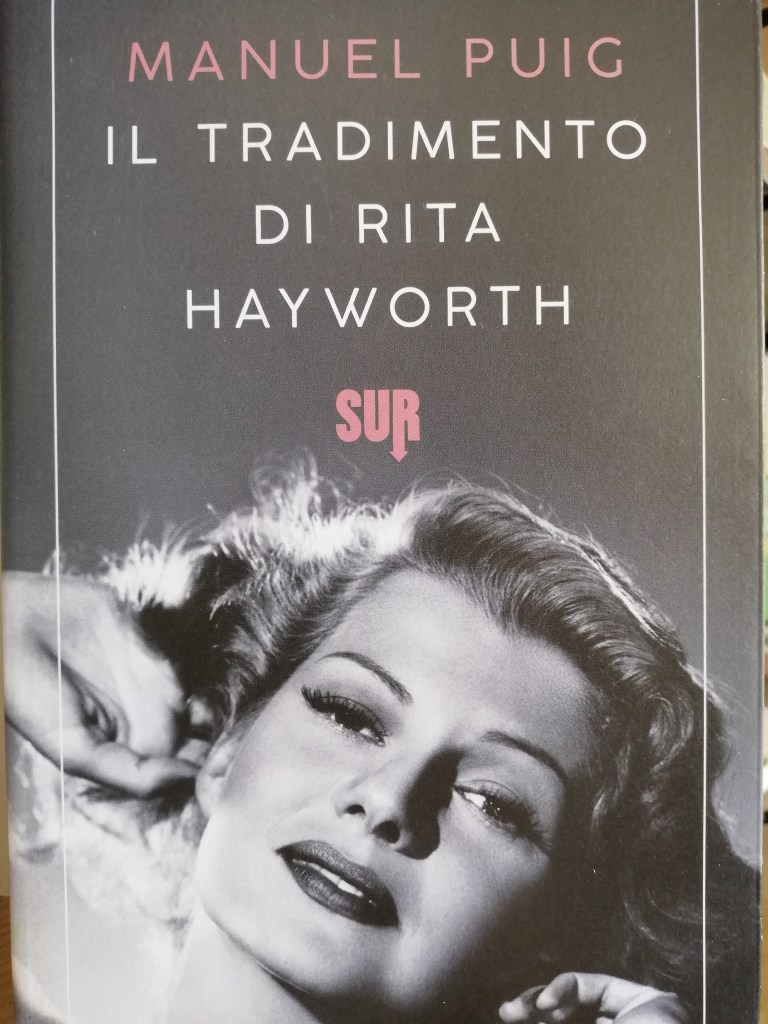 MANUEL PUIG
IL TRADIMENTO
DI RITA
HAYWORTH
SUR